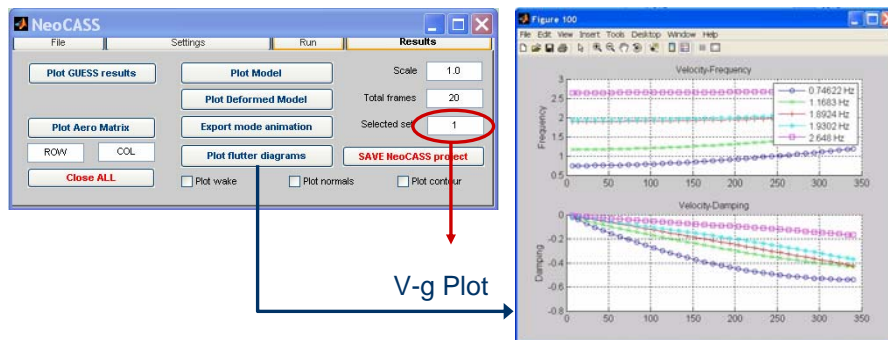 NeoCASS
File Settings Run Results
Plot GUESS results
Plot Model
Scale 1.0
Plot Deformed Model
Total frames 20
Plot Aero Matrix
Export mode animation
Selected set 1
ROW COL
Plot flutter diagrams
SAVE NeoCASS project
Close ALL
Plot wake Plot normals Plot contour
V-g Plot
Figure 100
File Edit View Insert Tools Desktop Window Help
Velocity-Frequency
Frequency
3
2.5
2
1.5
1
0.5
0 50 100 150 200 250 300 350
0.74622 Hz
1.1683 Hz
1.8924 Hz
1.9302 Hz
2.648 Hz
Velocity-Damping
Damping
0
-0.2
-0.4
-0.6
-0.8
0 50 100 150 200 250 300 350